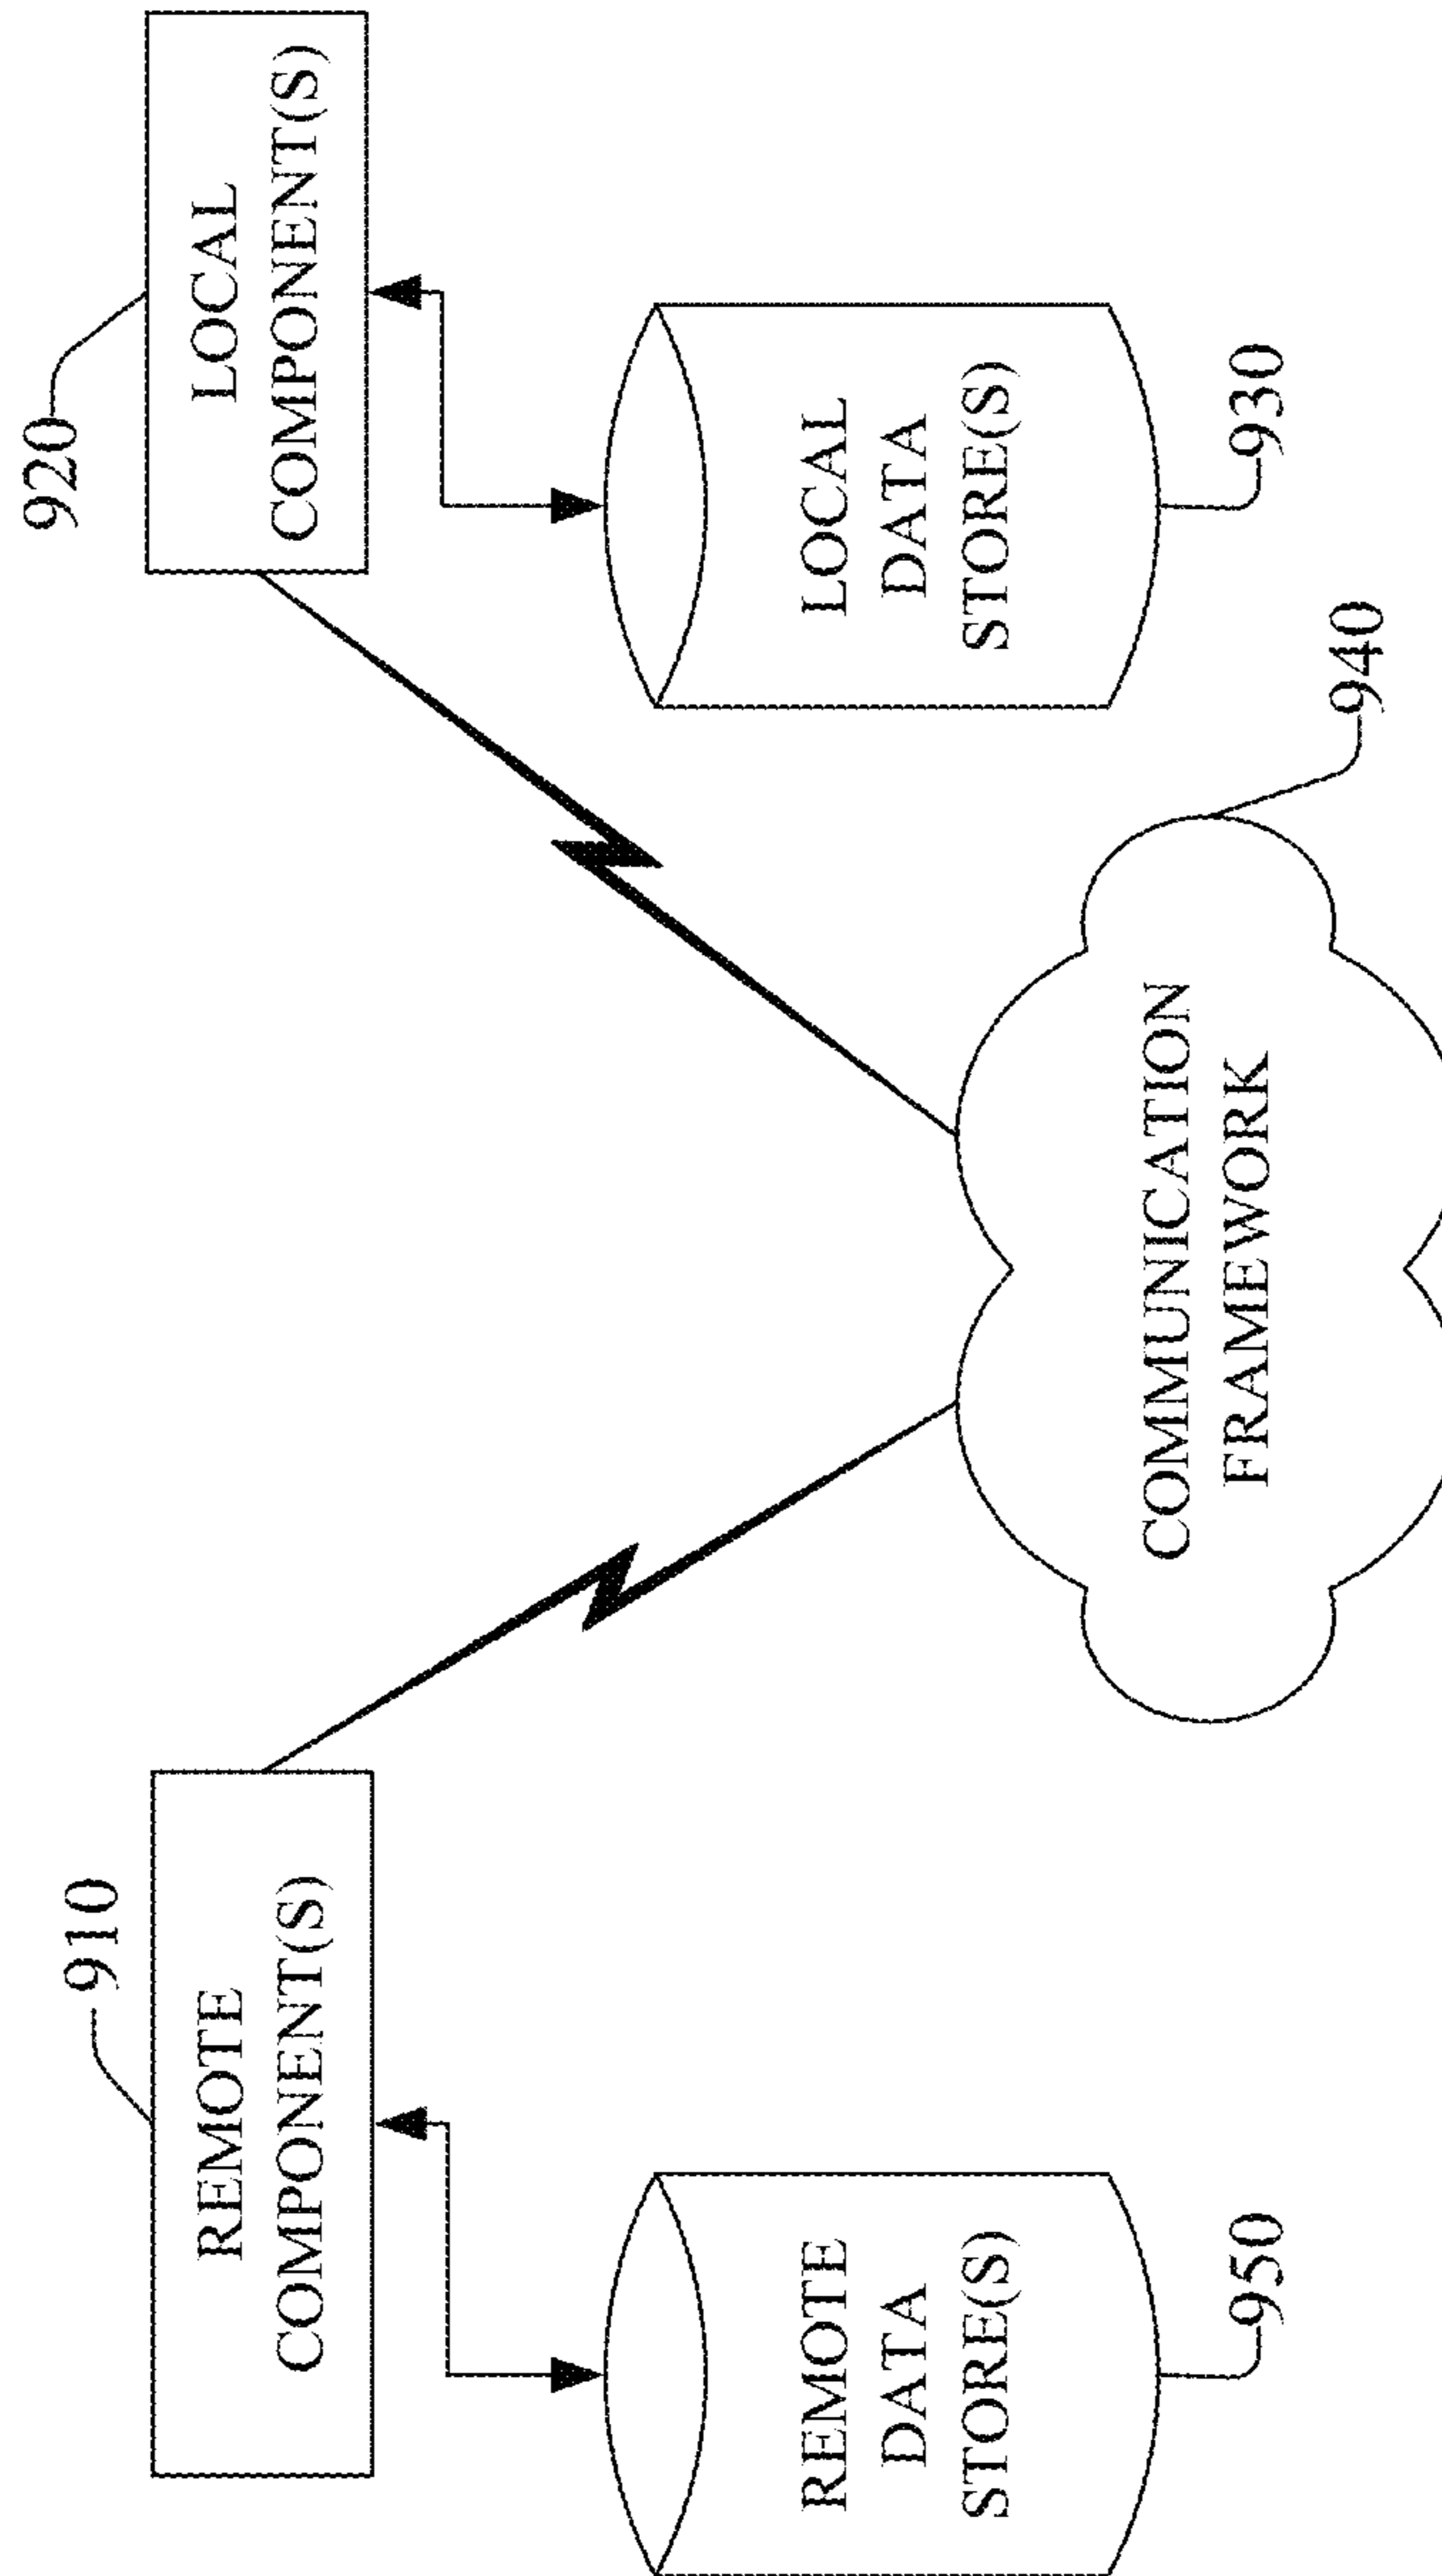 910
REMOTE
COMPONENT(S)
920
LOCAL
COMPONENT(S)
REMOTE
DATA
STORE(S)
950
COMMUNICATION
FRAMEWORK
940
LOCAL
DATA
STORE(S)
930